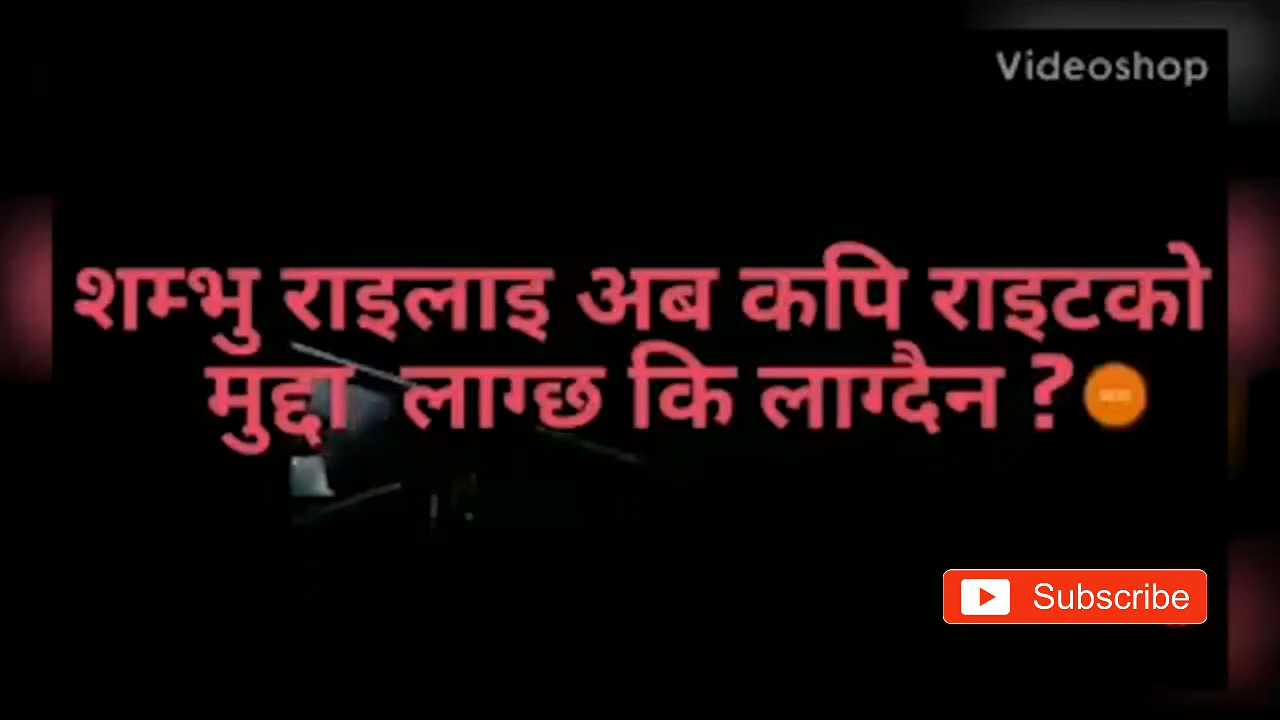 Videoshop
शम्भु राइलाइ अब कपि राइटको
मुद्दा लाग्छ कि लाग्दैन ?
Subscribe